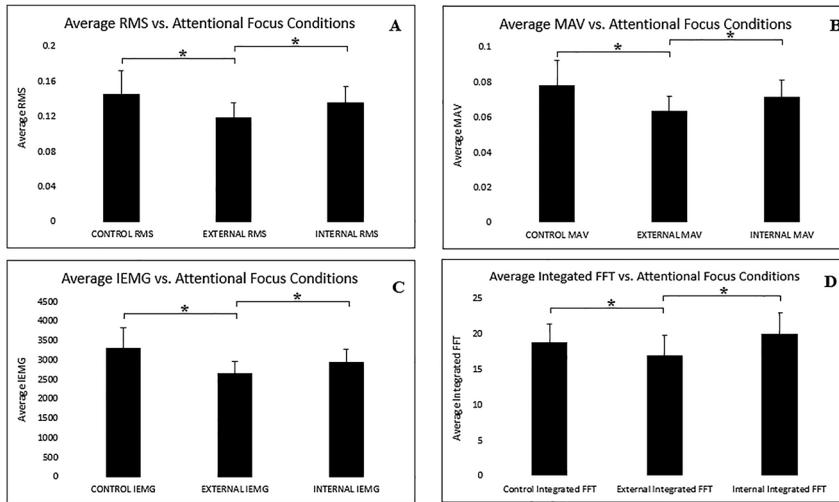 Average RMS vs. Attentional Focus Conditions
A
*
*
0.2
0.16
0.12
0.08
0.04
0
Average RMS
CONTROL RMS EXTERNAL RMS INTERNAL RMS
Average MAV vs. Attentional Focus Conditions
B
*
*
0.1
0.08
0.06
0.04
0.02
0
Average MAV
CONTROL MAV EXTERNAL MAV INTERNAL MAV
Average IEMG vs. Attentional Focus Conditions
C
*
*
4500
4000
3500
3000
2500
2000
1500
1000
500
0
Average IEMG
CONTROL IEMG EXTERNAL IEMG INTERNAL IEMG
Average Integated FFT vs. Attentional Focus Conditions
D
*
*
25
20
15
10
5
0
Average Integrated FFT
Control Integrated FFT External Integrated FFT Internal Integrated FFT